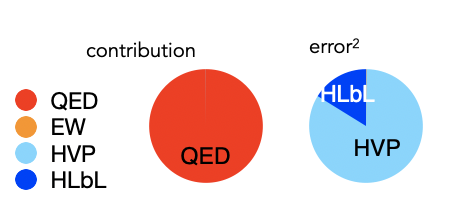 contribution
error²
QED
EW
HVP
HLbL
QED
HLbL
HVP